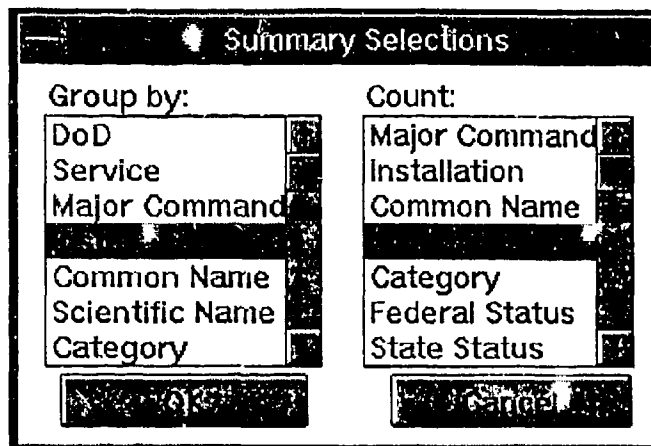 Summary Selections
Group by:
DoD
Service
Major Command
Common Name
Scientific Name
Category
Count:
Major Command
Installation
Common Name
Category
Federal Status
State Status
Cancel